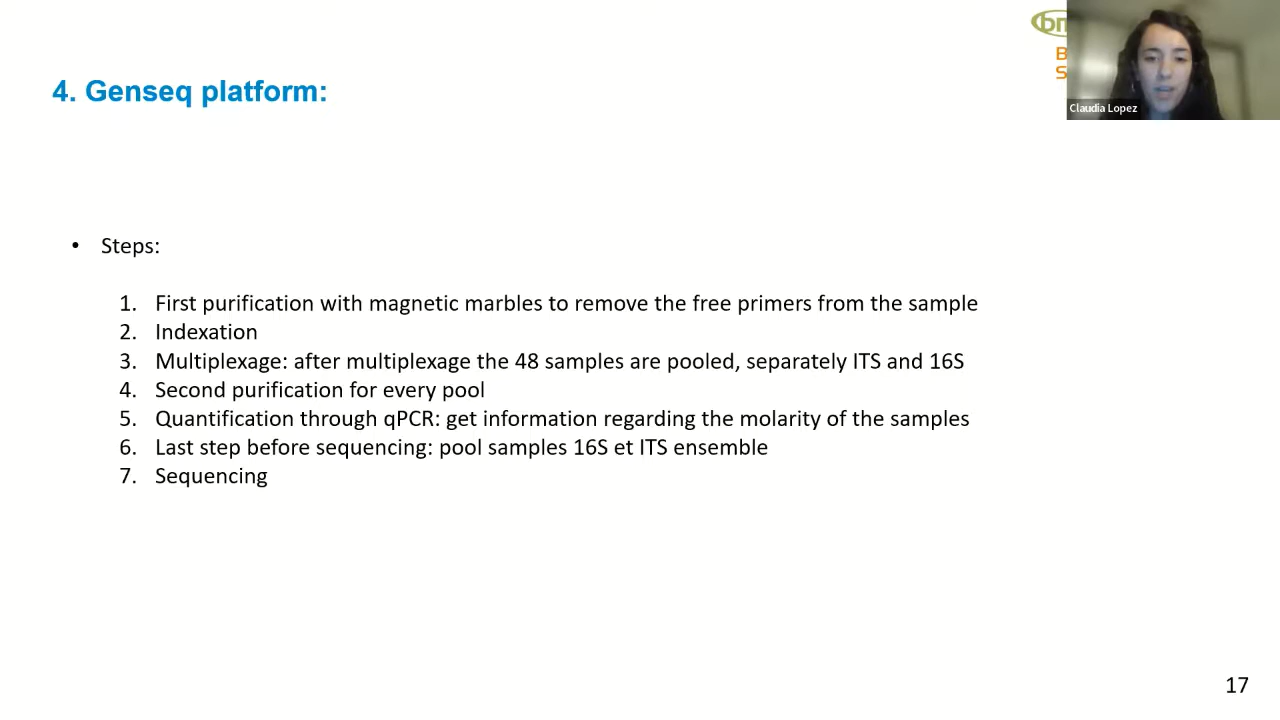 4. Genseq platform:
Claudia Lopez
• Steps:
1. First purification with magnetic marbles to remove the free primers from the sample
2. Indexation
3. Multiplexage: after multiplexage the 48 samples are pooled, separately ITS and 16S
4. Second purification for every pool
5. Quantification through qPCR: get information regarding the molarity of the samples
6. Last step before sequencing: pool samples 16S et ITS ensemble
7. Sequencing
17